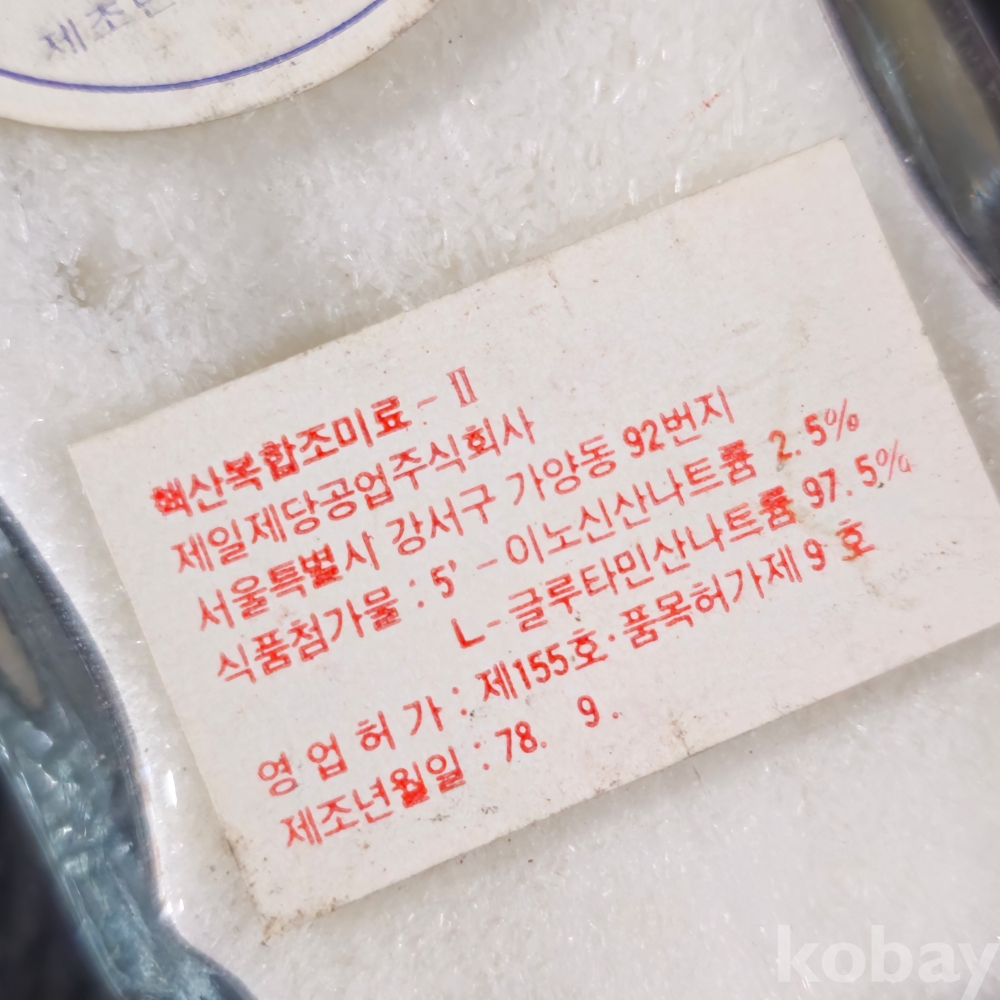 제조년
핵산복합조미료 - Ⅱ
제일제당공업주식회사
서울특별시 강서구 가양동 92번지
식품첨가물 : 5' - 이노신산나트륨 2.5%
L-글루타민산나트륨 97.5%
영업허가 : 제155호·품목허가제9호
제조년월일 : 78. 9.
kobay